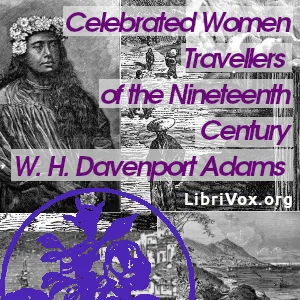 Celebrated Women
Travellers
of the Nineteenth
Century
W. H. Davenport Adams
LibriVox.org